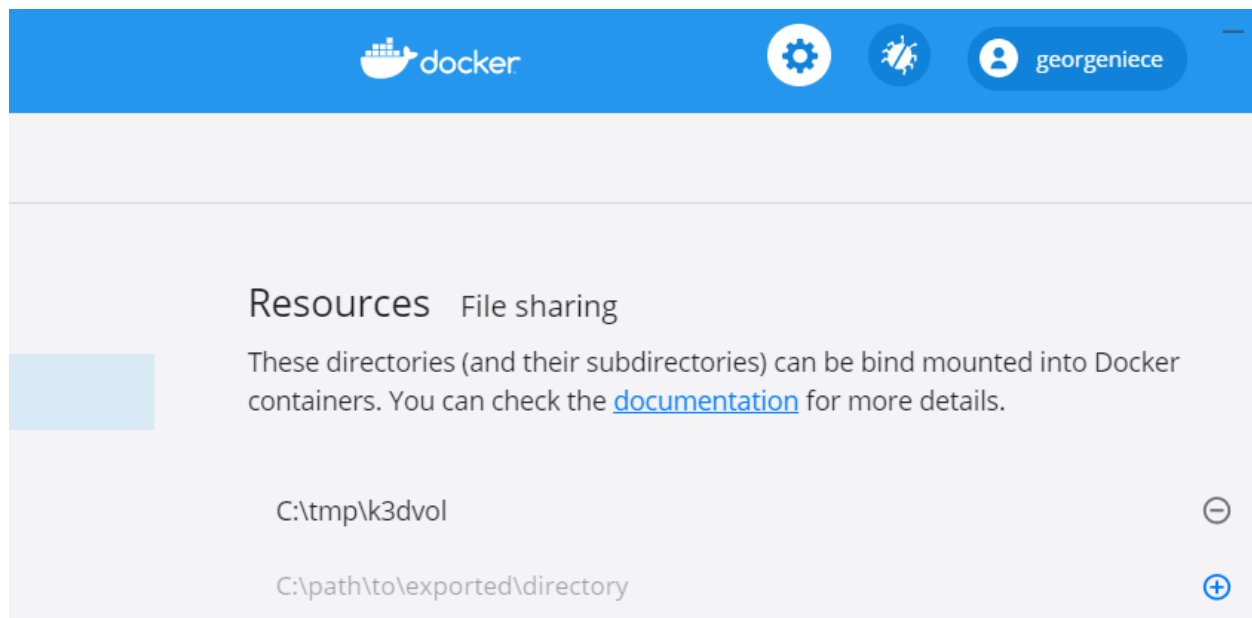 docker
georgeniece
Resources File sharing
These directories (and their subdirectories) can be bind mounted into Docker
containers. You can check the documentation for more details.
C:\tmp\k3dvol
C:\path\to\exported\directory